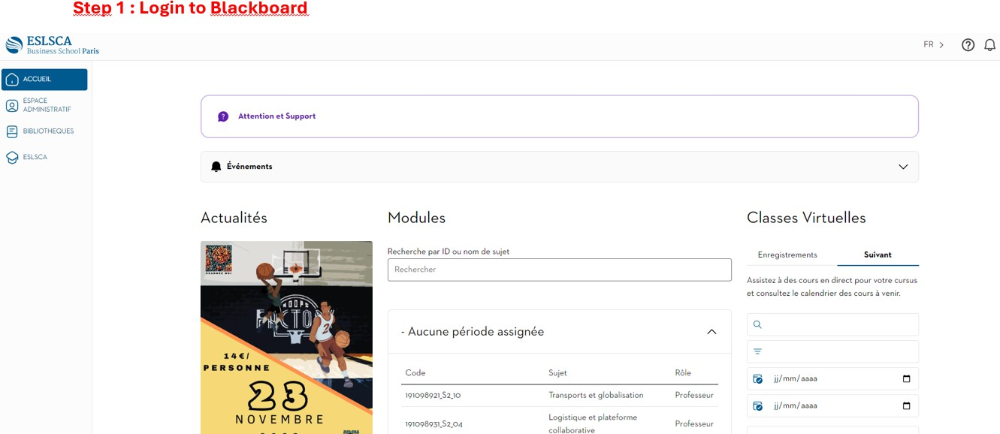 Step 1 : Login to Blackboard
ESLSCA
Business School Paris
FR
ACCUEIL
ESPACE
ADMINISTRATIF
BIBLIOTHEQUES
ESLSCA
Attention et Support
Événements
Actualités
HOOPS
FACTORY
14€/
PERSONNE
23
NOVEMBRE
Modules
Recherche par ID ou nom de sujet
Rechercher
- Aucune période assignée
Code Sujet Rôle
191098921_S2_10 Transports et globalisation Professeur
191098931_S2_04 Logistique et plateforme
collaborative Professeur
Classes Virtuelles
Enregistrements Suivant
Assistez à des cours en direct pour votre cursus
et consultez le calendrier des cours à venir.
jj/mm/aaaa
jj/mm/aaaa